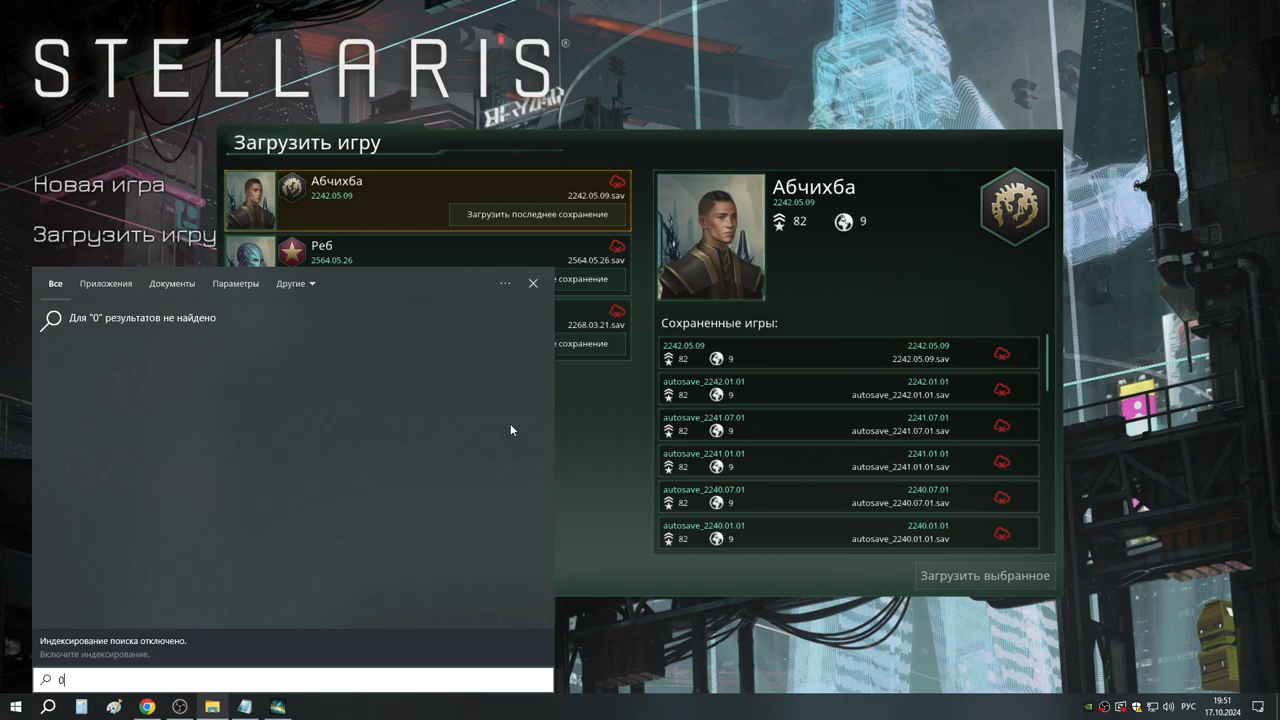 STELLARIS®
Загрузить игру
Новая игра
Загрузить игру
Абчихба
2242.05.09
2242.05.09.sav
Загрузить последнее сохранение
Реб
2564.05.26
2564.05.26.sav
е сохранение
2268.03.21.sav
е сохранение
Абчихба
2242.05.09
82 9
Сохраненные игры:
2242.05.09 2242.05.09
82 9 2242.05.09.sav
autosave_2242.01.01 2242.01.01
82 9 autosave_2242.01.01.sav
autosave_2241.07.01 2241.07.01
82 9 autosave_2241.07.01.sav
autosave_2241.01.01 2241.01.01
82 9 autosave_2241.01.01.sav
autosave_2240.07.01 2240.07.01
82 9 autosave_2240.07.01.sav
autosave_2240.01.01 2240.01.01
82 9 autosave_2240.01.01.sav
Загрузить выбранное
Все Приложения Документы Параметры Другие
Для "0" результатов не найдено
Индексирование поиска отключено.
Включите индексирование.
0
РУС
19:51
17.10.2024